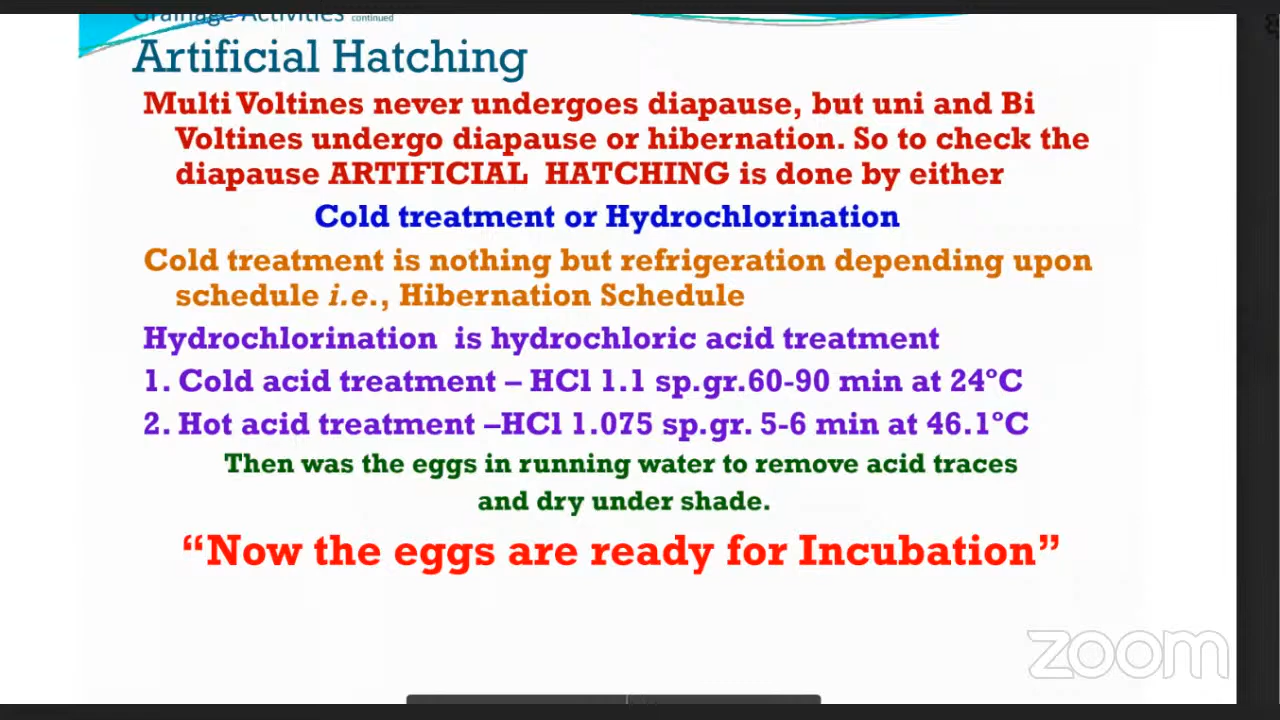 Grainage Activities continued
Artificial Hatching
Multi Voltines never undergoes diapause, but uni and Bi
Voltines undergo diapause or hibernation. So to check the
diapause ARTIFICIAL HATCHING is done by either
Cold treatment or Hydrochlorination
Cold treatment is nothing but refrigeration depending upon
schedule i.e., Hibernation Schedule
Hydrochlorination is hydrochloric acid treatment
1. Cold acid treatment – HCl 1.1 sp.gr.60-90 min at 24°C
2. Hot acid treatment –HCl 1.075 sp.gr. 5-6 min at 46.1°C
Then was the eggs in running water to remove acid traces
and dry under shade.
“Now the eggs are ready for Incubation”
zoom